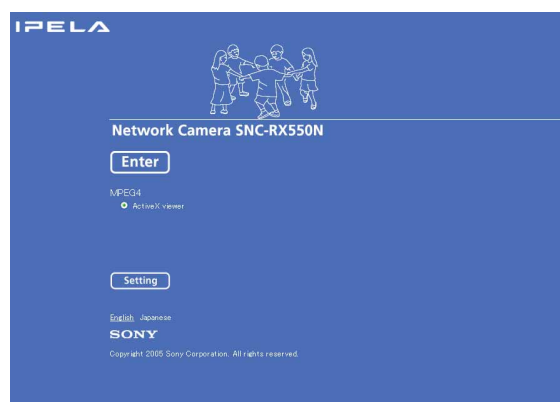 IPELA
Network Camera SNC-RX550N
Enter
MPEG4
ActiveX viewer
Setting
English Japanese
SONY
Copyright 2005 Sony Corporation. All rights reserved.